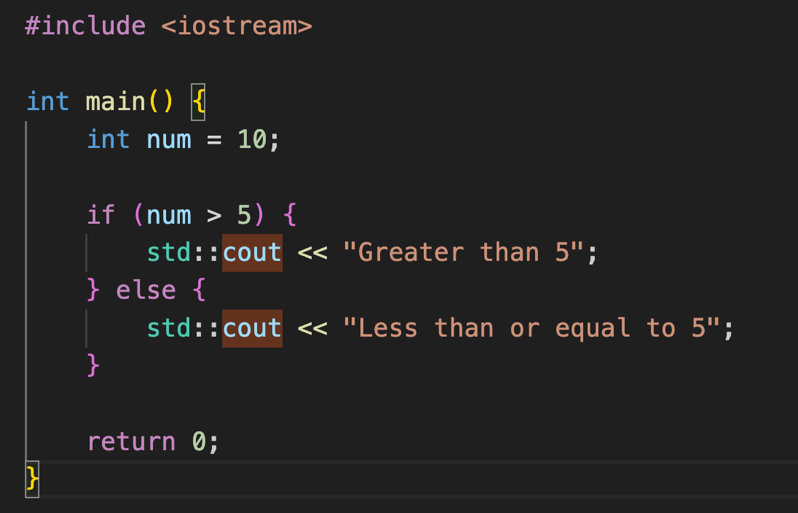 #include <iostream>
int main() {
    int num = 10;
    if (num > 5) {
        std::cout << "Greater than 5";
    } else {
        std::cout << "Less than or equal to 5";
    }
    return 0;
}